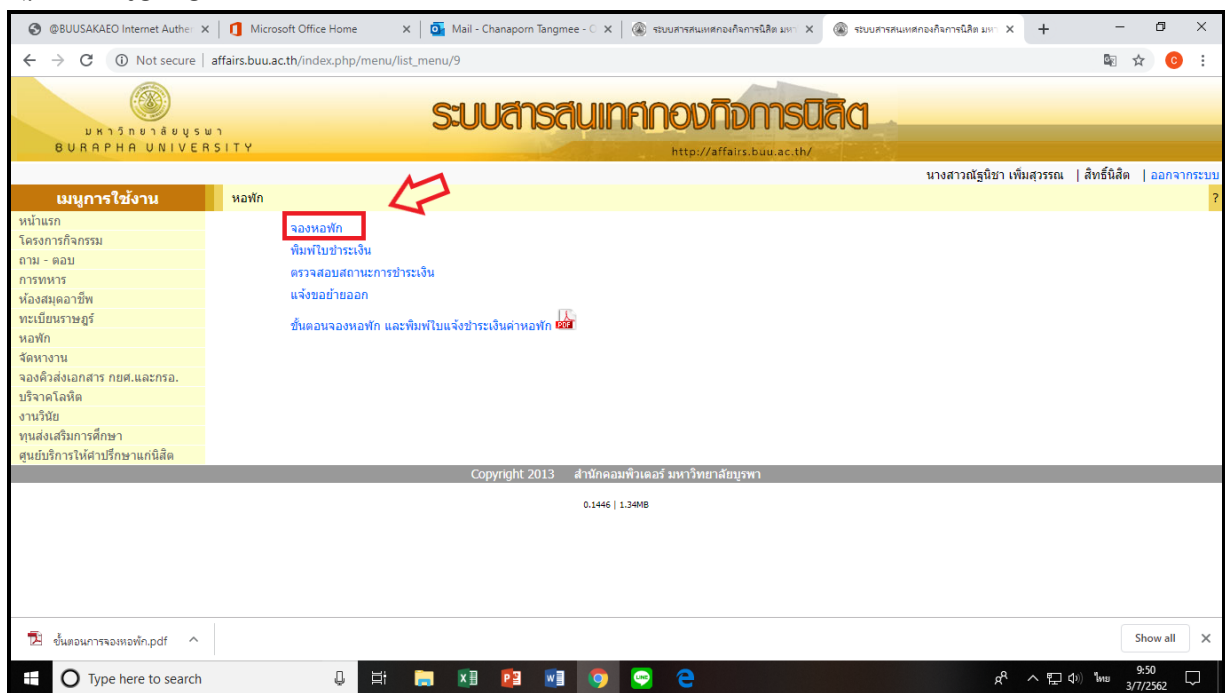 @BUUSAKAEO Internet Authen
Microsoft Office Home
Mail - Chanaporn Tangmee - O
ระบบสารสนเทศกองกิจการนิสิต มหา
ระบบสารสนเทศกองกิจการนิสิต มหา
Not secure | affairs.buu.ac.th/index.php/menu/list_menu/9
C
มหาวิทยาลัยบูรพา
BURAPHA UNIVERSITY
ระบบสารสนเทศกองกิจการนิสิต
http://affairs.buu.ac.th/
นางสาวณัฐนิชา เพิ่มสุวรรณ | สิทธิ์นิสิต | ออกจากระบบ
เมนูการใช้งาน
หอพัก
?
หน้าแรก
โครงการกิจกรรม
ถาม - ตอบ
การทหาร
ห้องสมุดอาชีพ
ทะเบียนราษฎร์
หอพัก
จัดหางาน
จองคิวส่งเอกสาร กยศ.และกรอ.
บริจาคโลหิต
งานวินัย
ทุนส่งเสริมการศึกษา
ศูนย์บริการให้คำปรึกษาแก่นิสิต
จองหอพัก
พิมพ์ใบชำระเงิน
ตรวจสอบสถานะการชำระเงิน
แจ้งขอย้ายออก
ขั้นตอนจองหอพัก และพิมพ์ใบแจ้งชำระเงินค่าหอพัก
PDF
Copyright 2013 สำนักคอมพิวเตอร์ มหาวิทยาลัยบูรพา
0.1446 | 1.34MB
ขั้นตอนการจองหอพัก.pdf
Show all
Type here to search
ไทย
9:50
3/7/2562